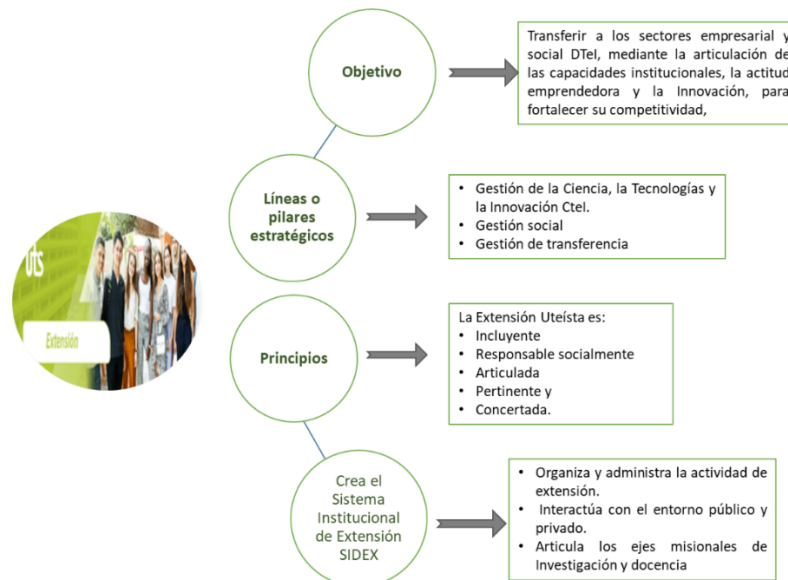 Objetivo
Transferir a los sectores empresarial y
social DTeI, mediante la articulación de
las capacidades institucionales, la actitud
emprendedora y la Innovación, para
fortalecer su competitividad,
Líneas o
pilares
estratégicos
• Gestión de la Ciencia, la Tecnologías y
la Innovación CteI.
• Gestión social
• Gestión de transferencia
uts
Extensión
Principios
La Extensión Uteísta es:
• Incluyente
• Responsable socialmente
• Articulada
• Pertinente y
• Concertada.
Crea el
Sistema
Institucional
de Extensión
SIDEX
• Organiza y administra la actividad de
extensión.
• Interactúa con el entorno público y
privado.
• Articula los ejes misionales de
Investigación y docencia